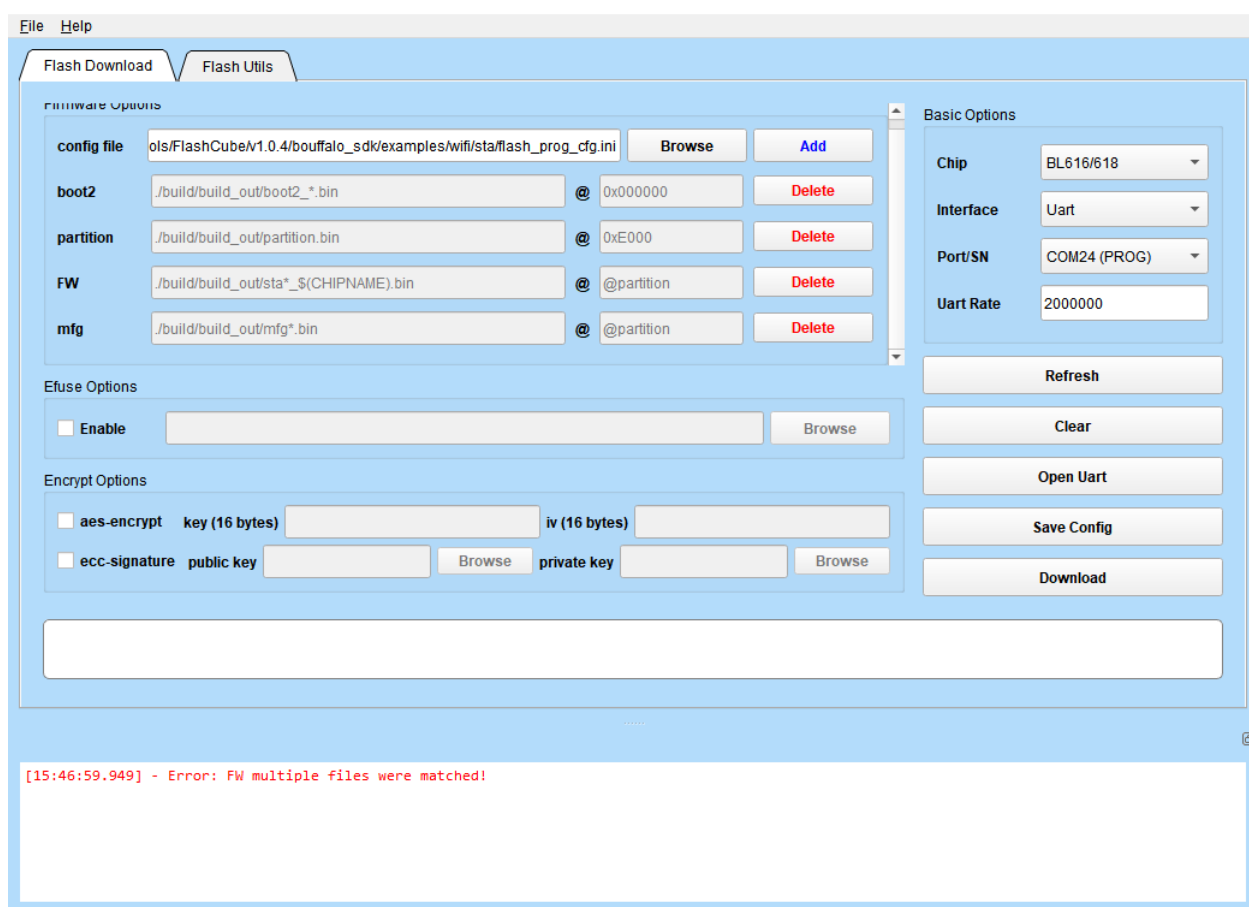 File Help
Flash Download Flash Utils
Firmware Options
config file ols/FlashCube/v1.0.4/bouffalo_sdk/examples/wifi/sta/flash_prog_cfg.ini Browse Add
boot2 ./build/build_out/boot2_*.bin @ 0x000000 Delete
partition ./build/build_out/partition.bin @ 0xE000 Delete
FW ./build/build_out/sta*_$(CHIPNAME).bin @ @partition Delete
mfg ./build/build_out/mfg*.bin @ @partition Delete
Efuse Options
Enable Browse
Encrypt Options
aes-encrypt key (16 bytes) iv (16 bytes)
ecc-signature public key Browse private key Browse
Basic Options
Chip BL616/618
Interface Uart
Port/SN COM24 (PROG)
Uart Rate 2000000
Refresh
Clear
Open Uart
Save Config
Download
[15:46:59.949] - Error: FW multiple files were matched!